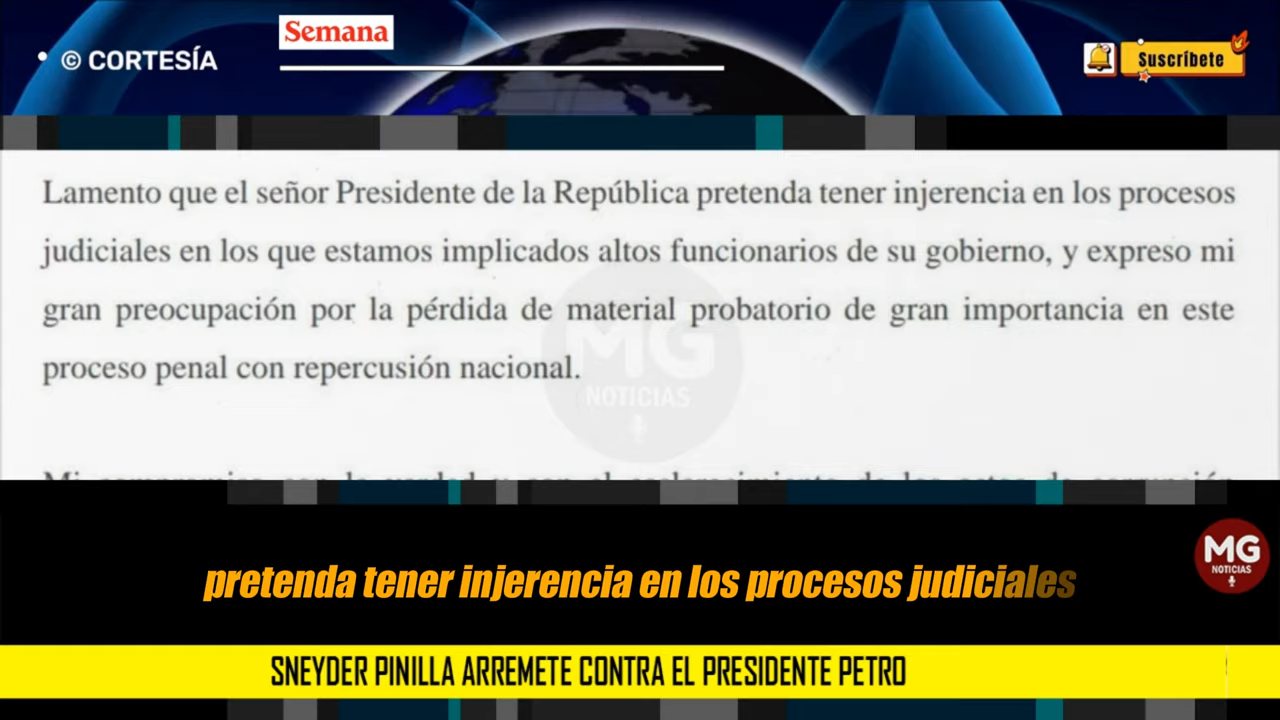 Semana
© CORTESÍA
Suscríbete
Lamento que el señor Presidente de la República pretenda tener injerencia en los procesos
judiciales en los que estamos implicados altos funcionarios de su gobierno, y expreso mi
gran preocupación por la pérdida de material probatorio de gran importancia en este
proceso penal con repercusión nacional.
MG
NOTICIAS
pretenda tener injerencia en los procesos judiciales
MG
NOTICIAS
SNEYDER PINILLA ARREMETE CONTRA EL PRESIDENTE PETRO